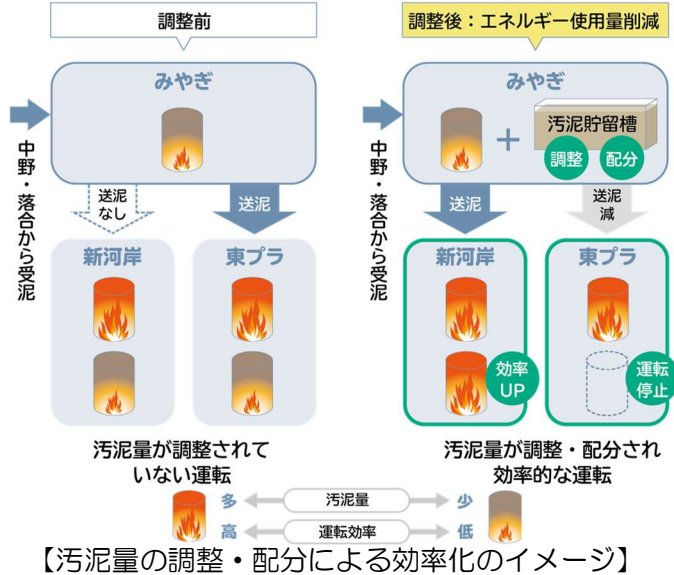 調整前
みやぎ
中野・落合から受泥
送泥
なし
送泥
新河岸
東プラ
汚泥量が調整されて
いない運転
調整後：エネルギー使用量削減
みやぎ
中野・落合から受泥
+
汚泥貯留槽
調整
配分
送泥
送泥
減
新河岸
東プラ
効率
UP
運転
停止
汚泥量が調整・配分され
効率的な運転
多 汚泥量 少
高 運転効率 低
【汚泥量の調整・配分による効率化のイメージ】